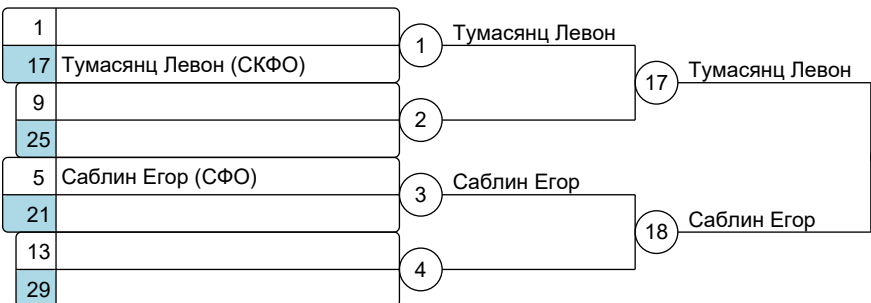 1
17 Тумасянц Левон (СКФО)
9
25
5 Саблин Егор (СФО)
21
13
29
1
2
3
4
Тумасянц Левон
Саблин Егор
17
18
Тумасянц Левон
Саблин Егор